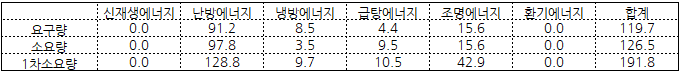 신재생에너지 난방에너지 냉방에너지 급탕에너지 조명에너지 환기에너지 합계
요구량 0.0 91.2 8.5 4.4 15.6 0.0 119.7
소요량 0.0 97.8 3.5 9.5 15.6 0.0 126.5
1차소요량 0.0 128.8 9.7 10.5 42.9 0.0 191.8